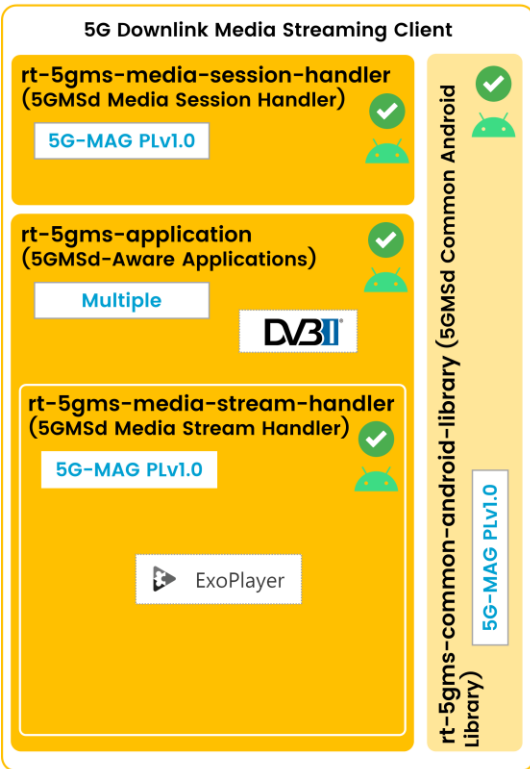 5G Downlink Media Streaming Client
rt-5gms-media-session-handler
(5GMSd Media Session Handler)
5G-MAG PLv1.0
rt-5gms-application
(5GMSd-Aware Applications)
Multiple
DVB I
rt-5gms-media-stream-handler
(5GMSd Media Stream Handler)
5G-MAG PLv1.0
ExoPlayer
rt-5gms-common-android-library (5GMSd Common Android
Library)
5G-MAG PLv1.0